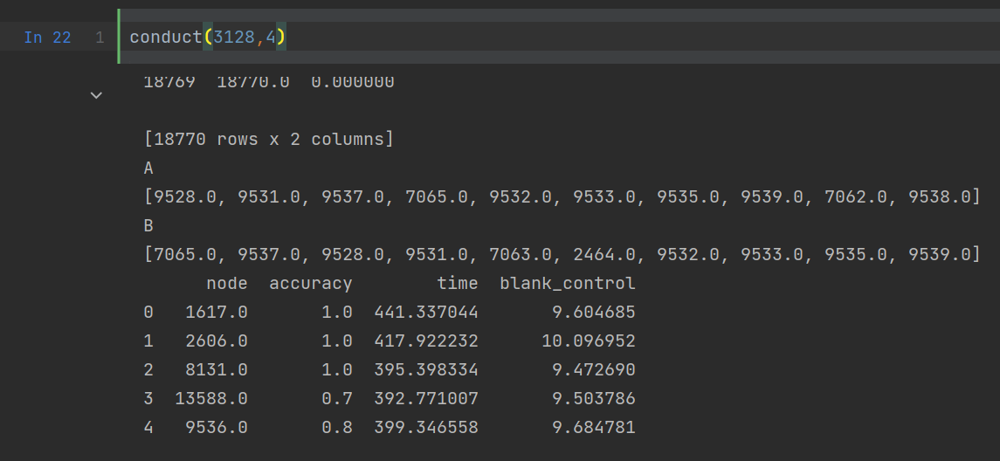 In 22 1 conduct(3128,4)
18769 18770.0 0.000000
[18770 rows x 2 columns]
A
[9528.0, 9531.0, 9537.0, 7065.0, 9532.0, 9533.0, 9535.0, 9539.0, 7062.0, 9538.0]
B
[7065.0, 9537.0, 9528.0, 9531.0, 7063.0, 2464.0, 9532.0, 9533.0, 9535.0, 9539.0]
node accuracy time blank_control
0 1617.0 1.0 441.337044 9.604685
1 2606.0 1.0 417.922232 10.096952
2 8131.0 1.0 395.398334 9.472690
3 13588.0 0.7 392.771007 9.503786
4 9536.0 0.8 399.346558 9.684781